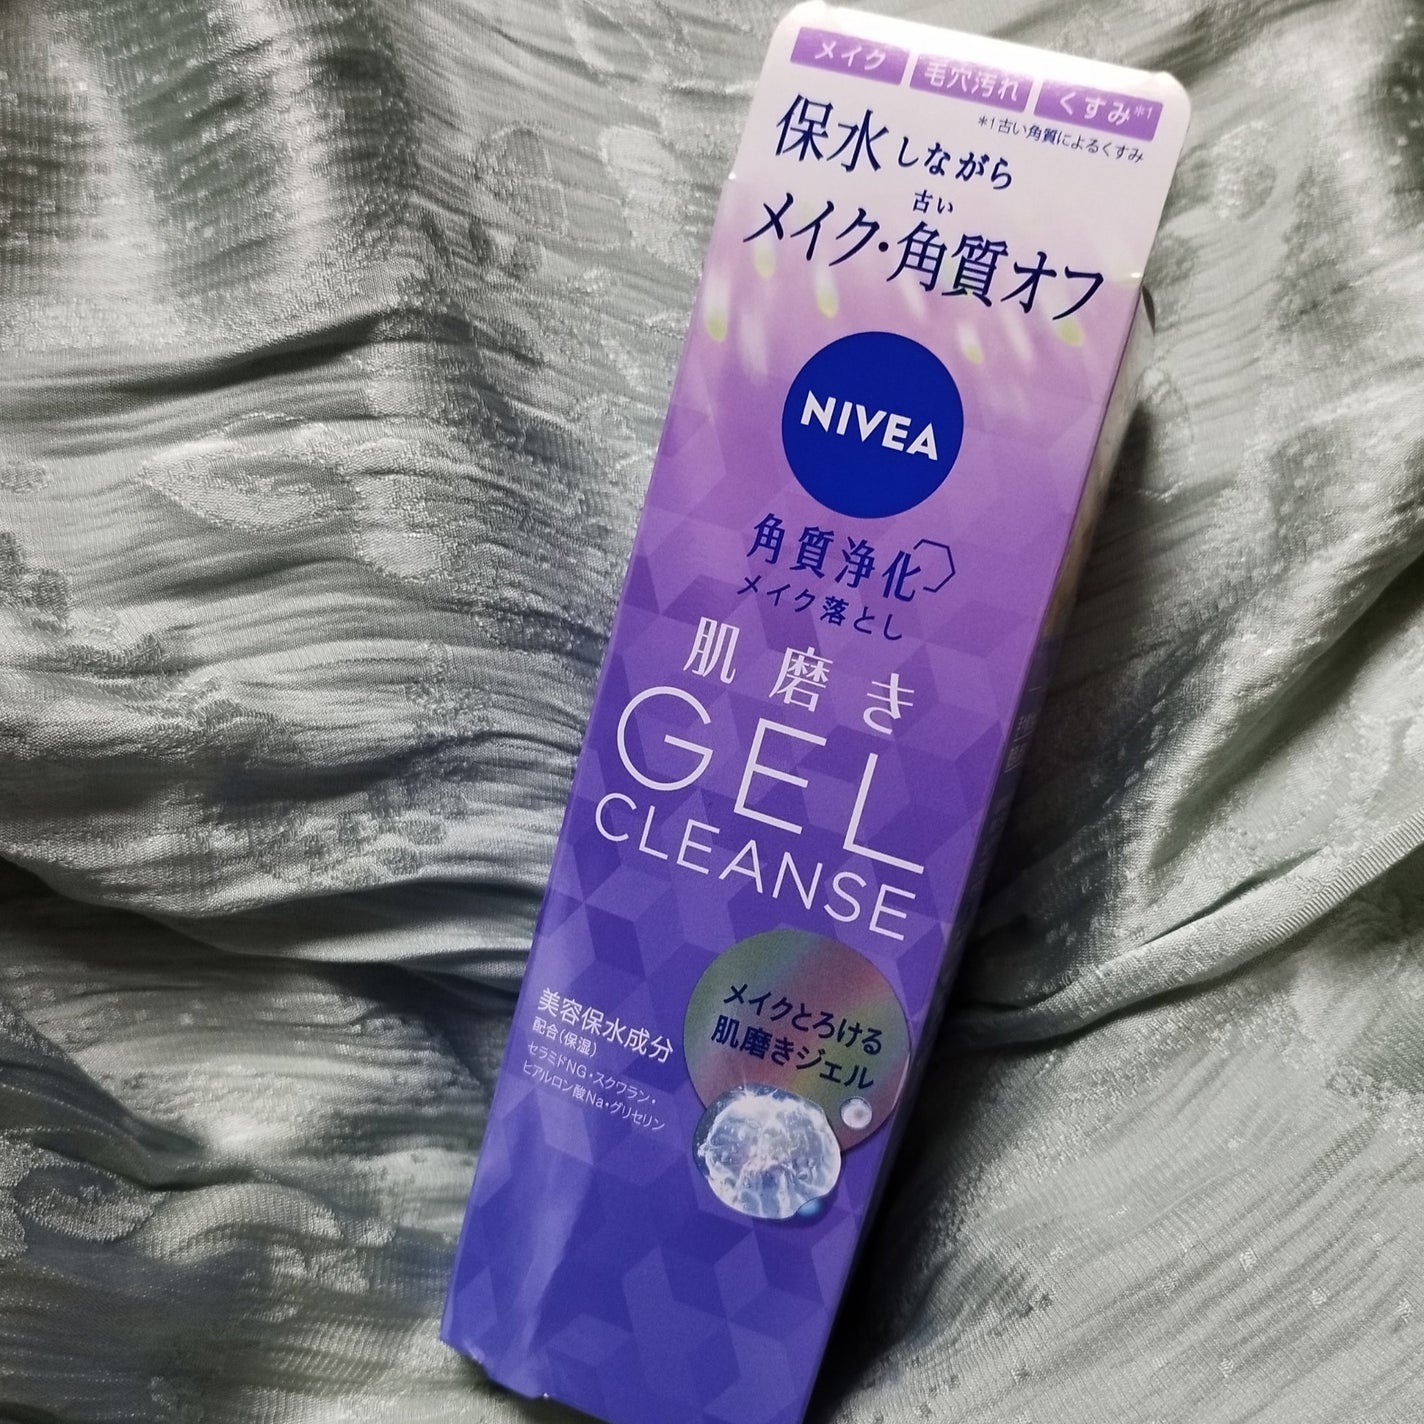 メイク 毛穴汚れ くすみ*1
*1古い角質によるくすみ
保水しながら
古い
メイク・角質オフ
NIVEA
角質浄化
メイク落とし
肌磨き
GEL
CLEANSE
メイクとろける
肌磨きジェル
美容保水成分
配合(保湿)
セラミドNG・スクワラン・
ヒアルロン酸Na・グリセリン